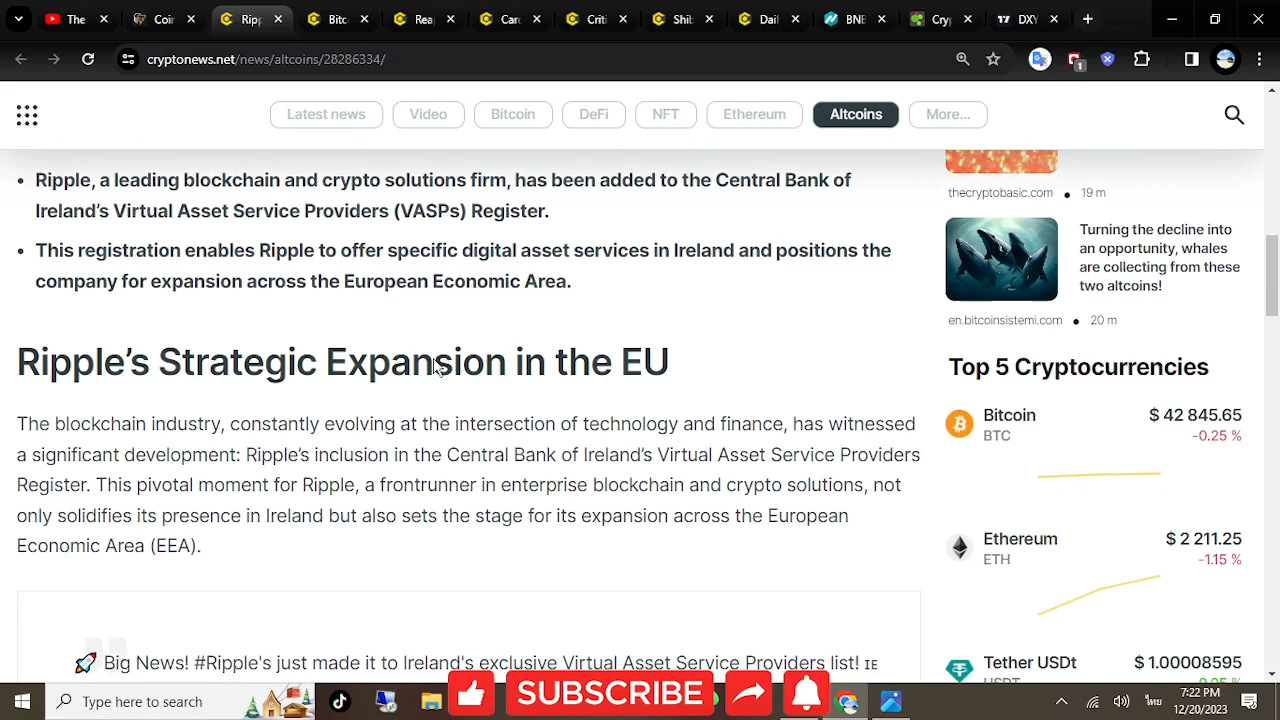 The
Coin
Ripp
Bitc
Rea
Card
Criti
Shib
Dail
BNB
Cryp
DXY
cryptonews.net/news/altcoins/28286334/
1
Latest news
Video
Bitcoin
DeFi
NFT
Ethereum
Altcoins
More...
• Ripple, a leading blockchain and crypto solutions firm, has been added to the Central Bank of
Ireland’s Virtual Asset Service Providers (VASPs) Register.
• This registration enables Ripple to offer specific digital asset services in Ireland and positions the
company for expansion across the European Economic Area.
Ripple’s Strategic Expansion in the EU
The blockchain industry, constantly evolving at the intersection of technology and finance, has witnessed
a significant development: Ripple’s inclusion in the Central Bank of Ireland’s Virtual Asset Service Providers
Register. This pivotal moment for Ripple, a frontrunner in enterprise blockchain and crypto solutions, not
only solidifies its presence in Ireland but also sets the stage for its expansion across the European
Economic Area (EEA).
🚀 Big News! #Ripple's just made it to Ireland's exclusive Virtual Asset Service Providers list! IE
thecryptobasic.com • 19 m
Turning the decline into
an opportunity, whales
are collecting from these
two altcoins!
en.bitcoinsistemi.com • 20 m
Top 5 Cryptocurrencies
Bitcoin $ 42 845.65
BTC -0.25 %
Ethereum $ 2 211.25
ETH -1.15 %
Tether USDt $ 1.00008595
SUBSCRIBE
Type here to search
ไทย
7:22 PM
12/20/2023